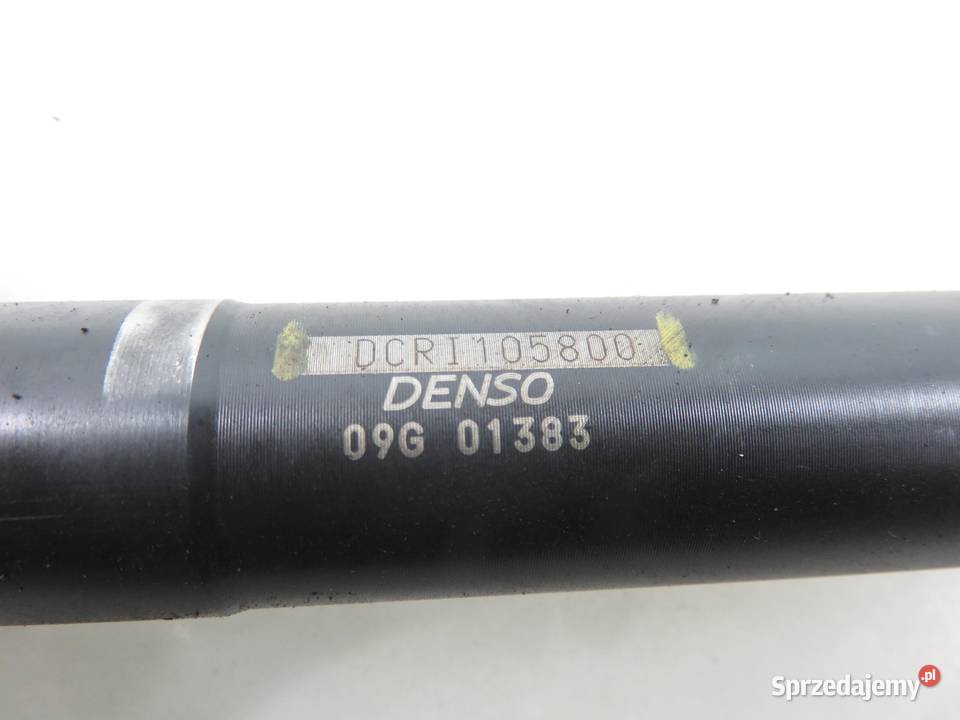 DCRI105800
DENSO
09G 01383
Sprzedajemy.pl